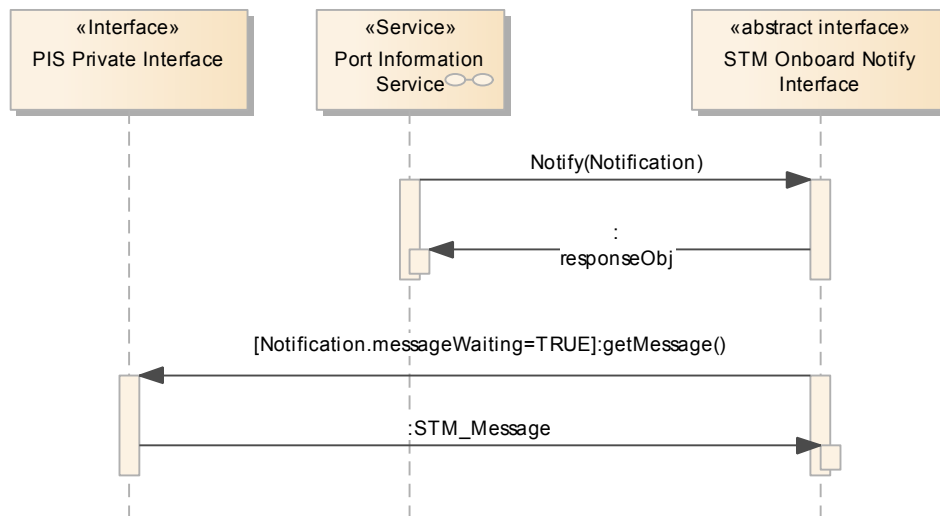 «Interface»
PIS Private Interface
«Service»
Port Information
Service
«abstract interface»
STM Onboard Notify
Interface
Notify(Notification)
:
responseObj
[Notification.messageWaiting=TRUE]:getMessage()
:STM_Message